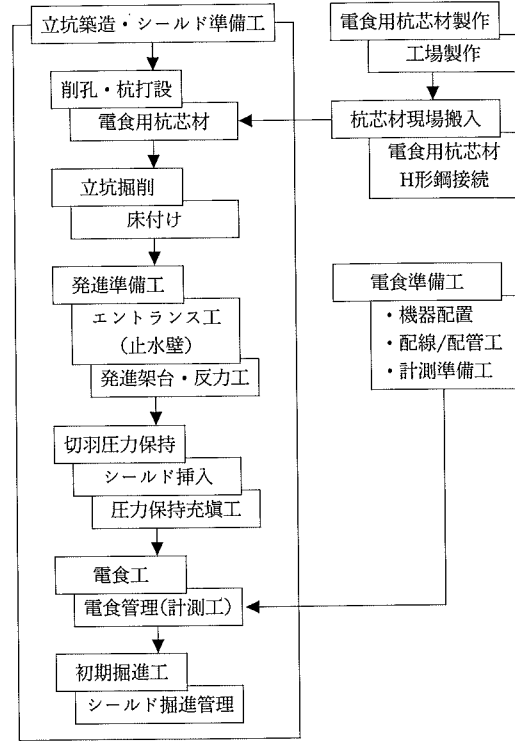 立坑築造・シールド準備工
削孔・杭打設
電食用杭芯材
立坑掘削
床付け
発進準備工
エントランス工
(止水壁)
発進架台・反力工
切羽圧力保持
シールド挿入
圧力保持充塡工
電食工
電食管理(計測工)
初期掘進工
シールド掘進管理
電食用杭芯材製作
工場製作
杭芯材現場搬入
電食用杭芯材
H形鋼接続
電食準備工
・機器配置
・配線/配管工
・計測準備工